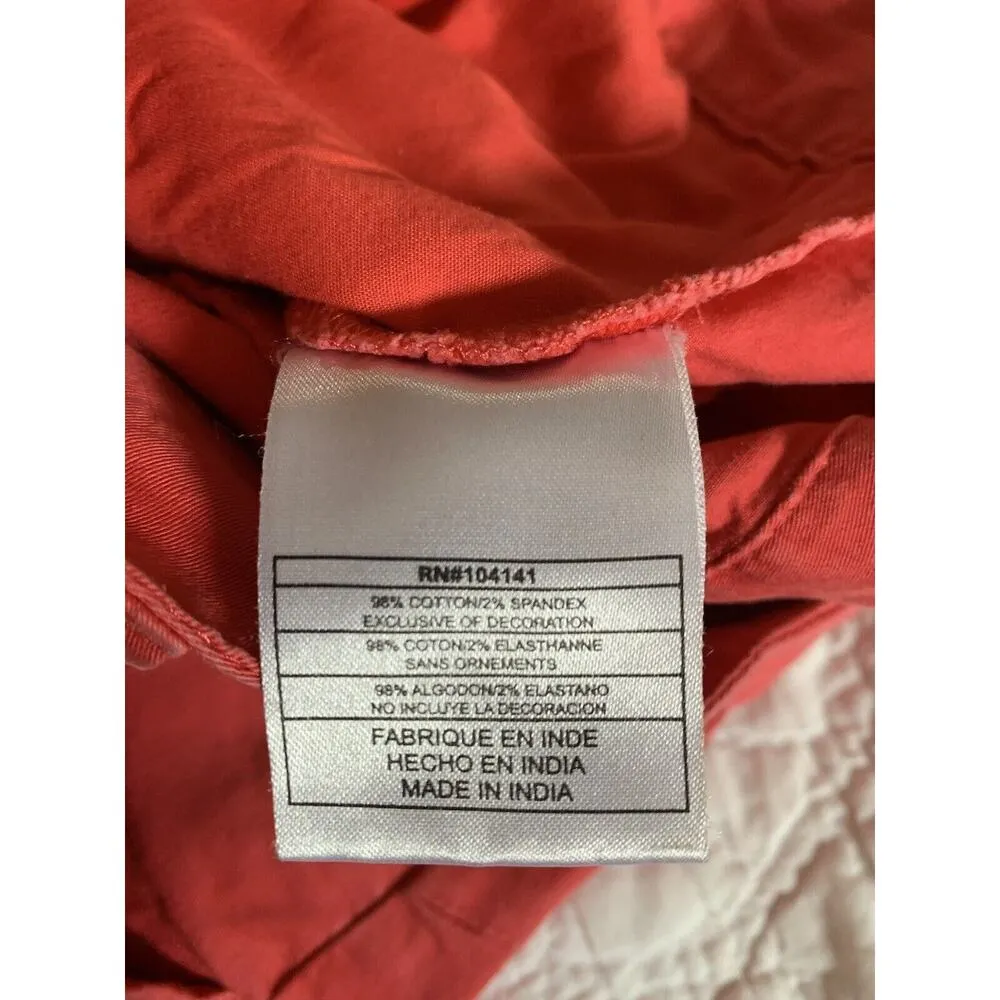 RN#104141
98% COTTON/2% SPANDEX
EXCLUSIVE OF DECORATION
98% COTON/2% ELASTHANNE
SANS ORNEMENTS
98% ALGODON/2% ELASTANO
NO INCLUYE LA DECORACION
FABRIQUE EN INDE
HECHO EN INDIA
MADE IN INDIA